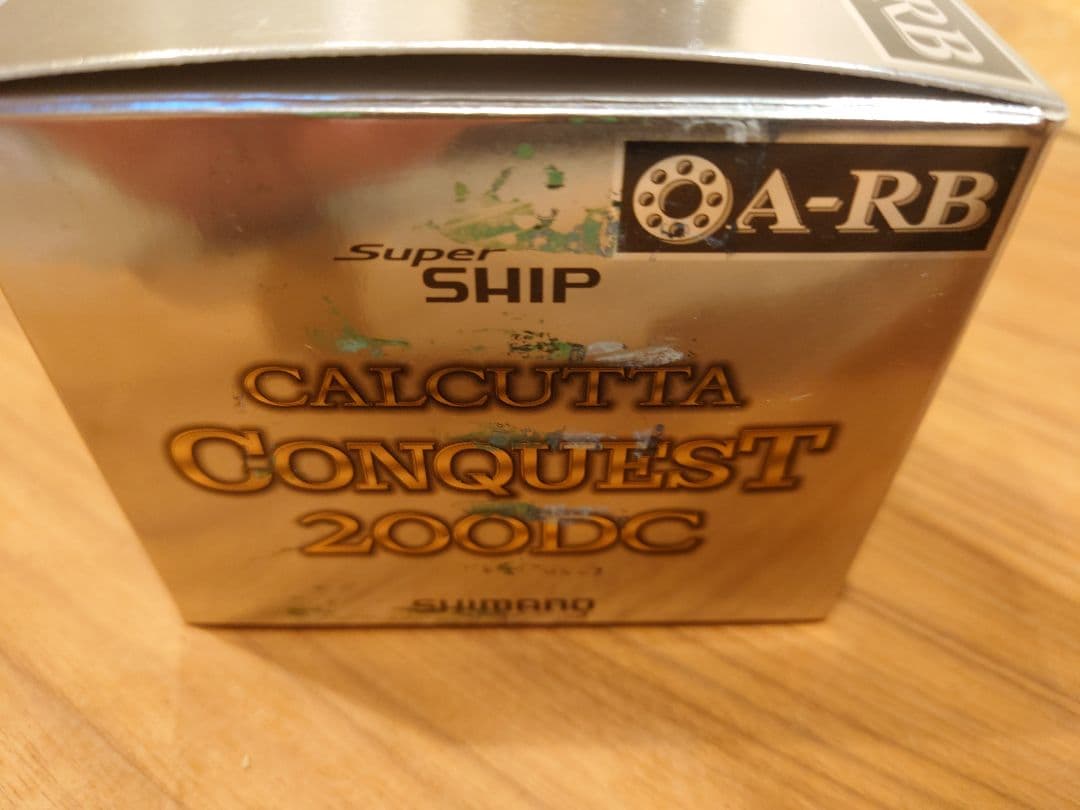 RB
A-RB
Super
SHIP
CALCUTTA
CONQUEST
200DC
SHIMANO